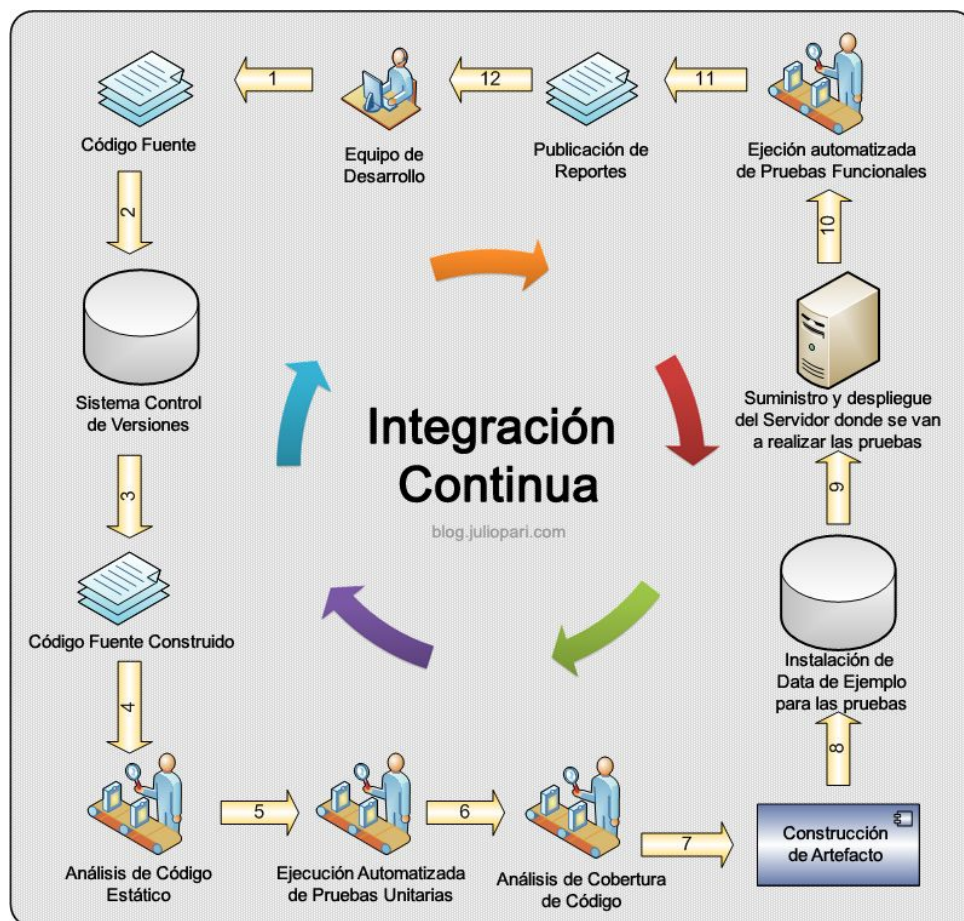 1
12
11
Código Fuente
Equipo de
Desarrollo
Publicación de
Reportes
Ejeción automatizada
de Pruebas Funcionales
2
10
Sistema Control
de Versiones
Suministro y despliegue
del Servidor donde se van
a realizar las pruebas
Integración
Continua
blog.juliopari.com
3
9
Código Fuente Construido
Instalación de
Data de Ejemplo
para las pruebas
4
8
5
6
7
Construcción
de Artefacto
Análisis de Código
Estático
Ejecución Automatizada
de Pruebas Unitarias
Análisis de Cobertura
de Código